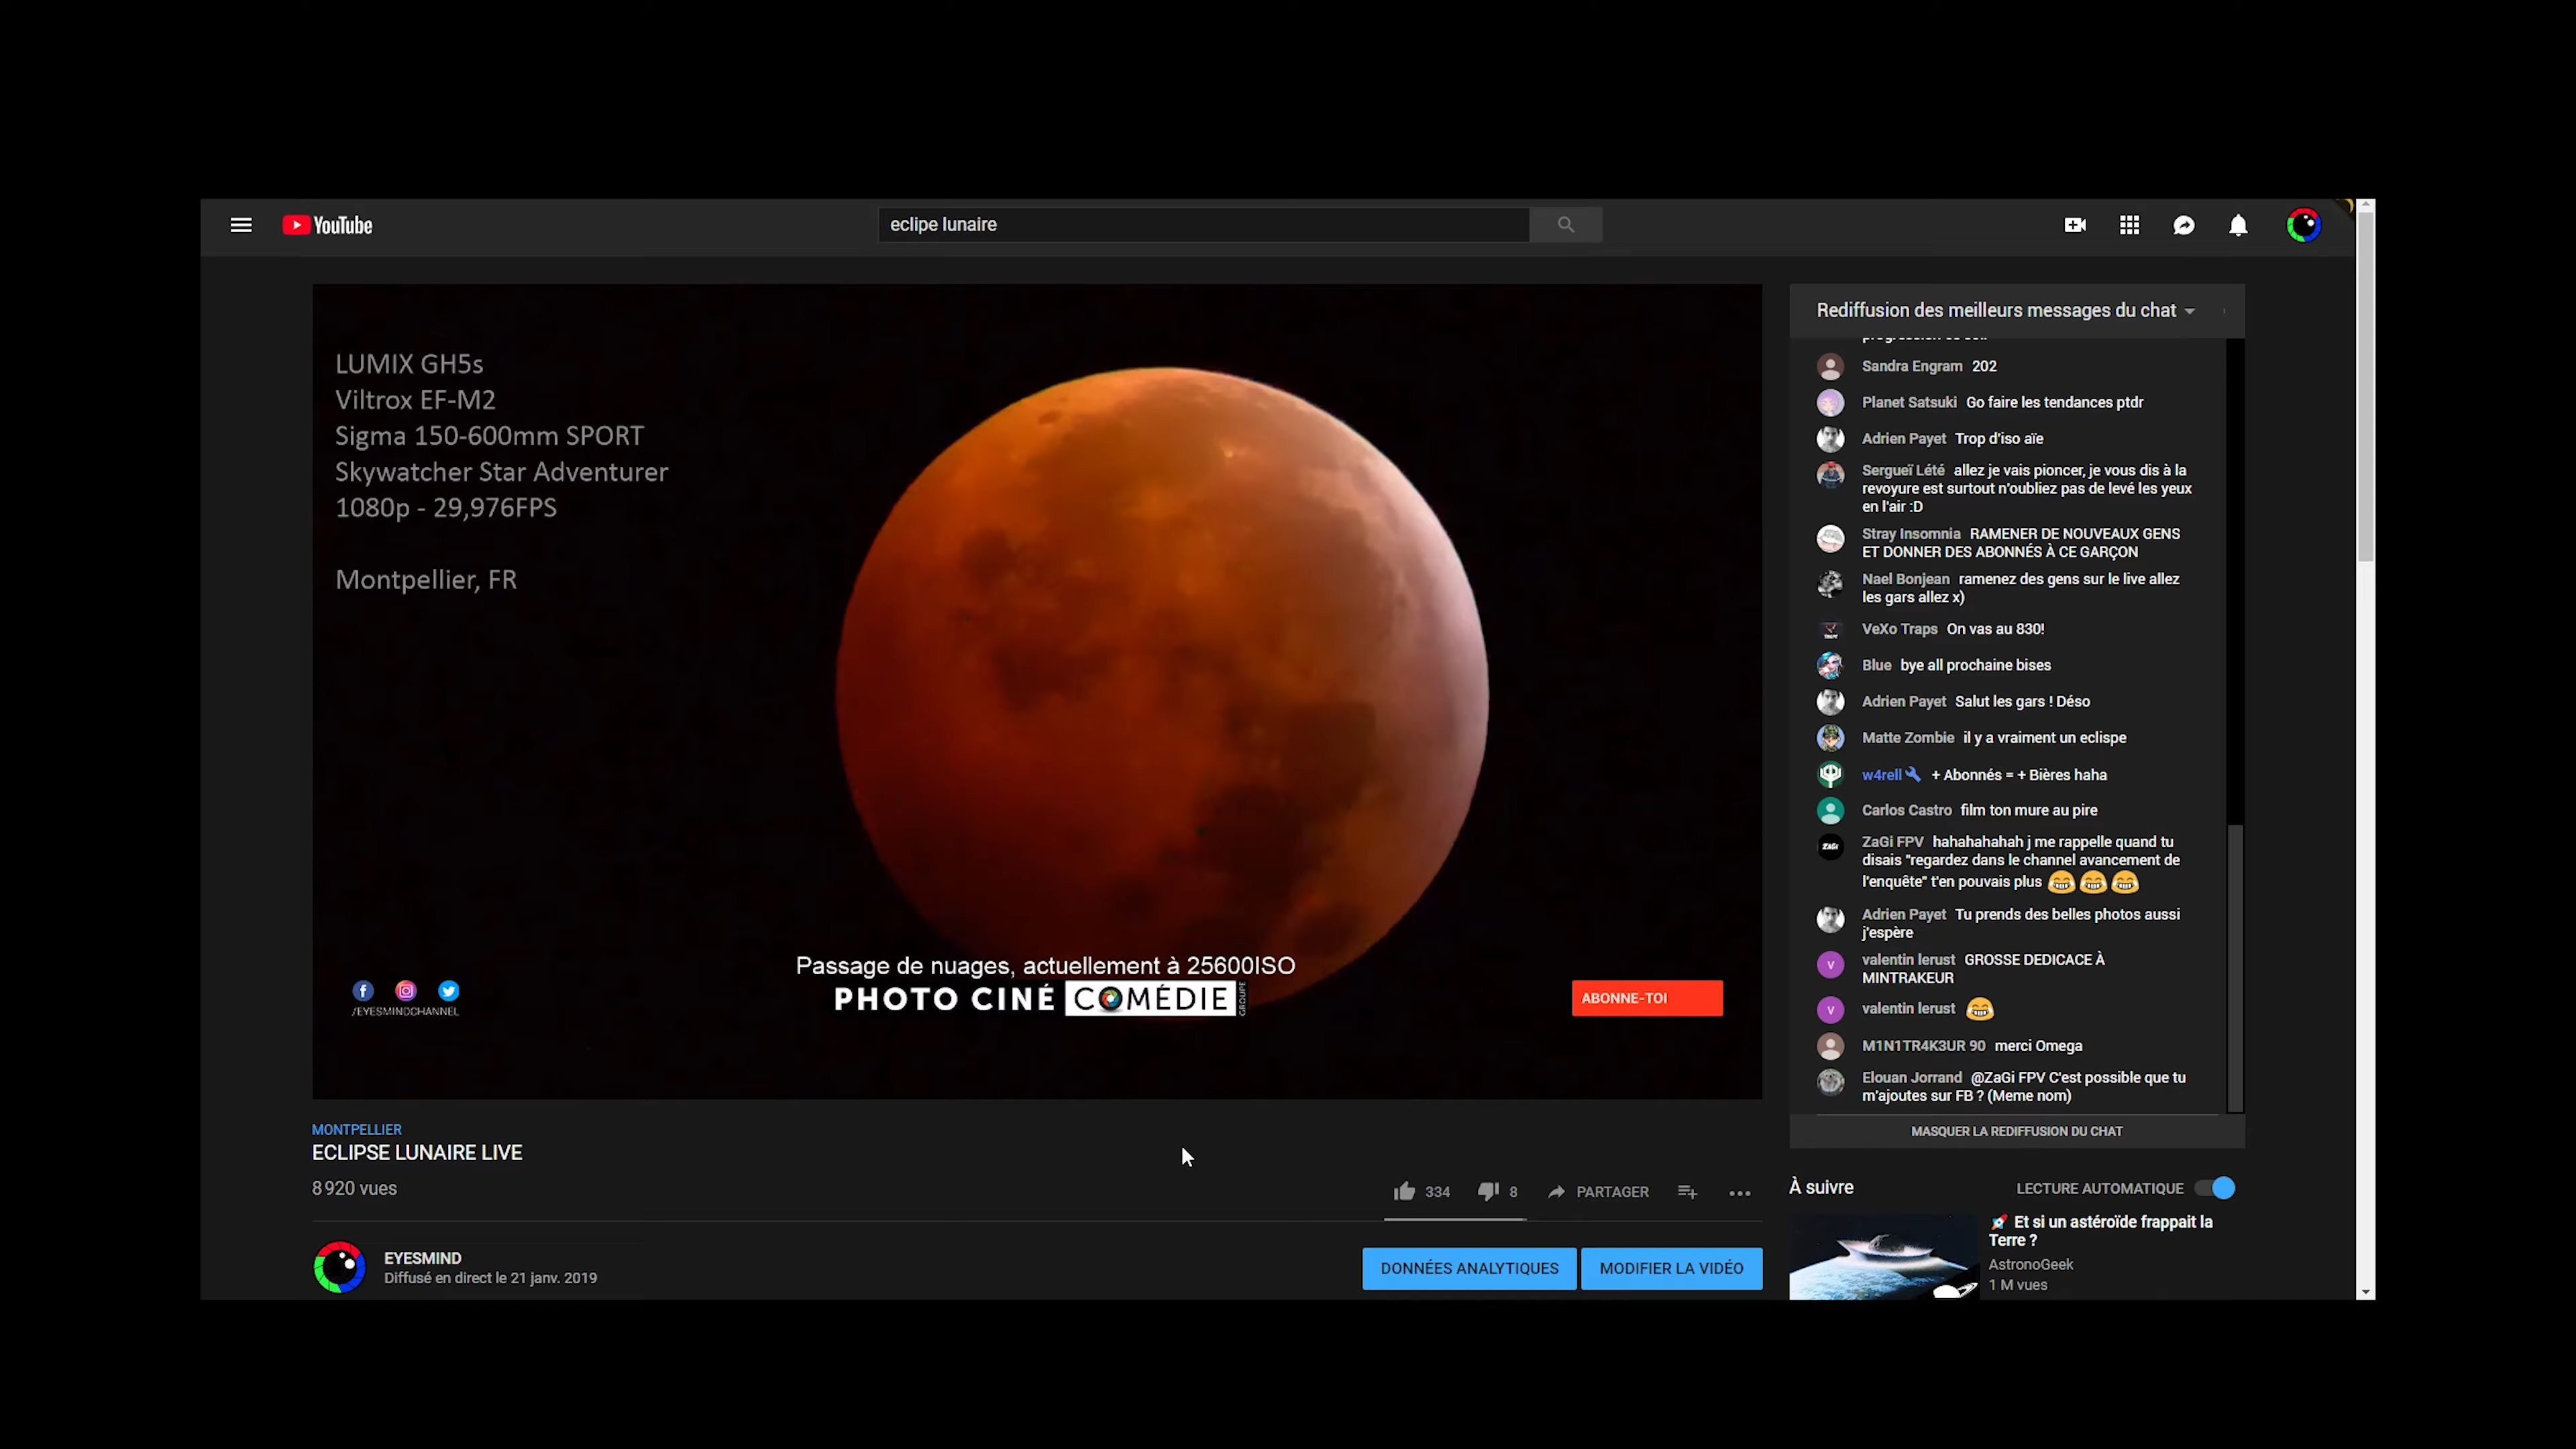 YouTube
eclipe lunaire
LUMIX GH5s
Viltrox EF-M2
Sigma 150-600mm SPORT
Skywatcher Star Adventurer
1080p - 29,976FPS
Montpellier, FR
Passage de nuages, actuellement à 25600ISO
PHOTO CINÉ COMÉDIE GROUPE
/EYESMINDCHANNEL
ABONNE-TOI
MONTPELLIER
ECLIPSE LUNAIRE LIVE
8 920 vues
334
8
PARTAGER
EYESMIND
Diffusé en direct le 21 janv. 2019
DONNÉES ANALYTIQUES
MODIFIER LA VIDÉO
Rediffusion des meilleurs messages du chat
Sandra Engram 202
Planet Satsuki Go faire les tendances ptdr
Adrien Payet Trop d'iso aïe
Sergueï Lété allez je vais pioncer, je vous dis à la
revoyure est surtout n'oubliez pas de levé les yeux
en l'air :D
Stray Insomnia RAMENER DE NOUVEAUX GENS
ET DONNER DES ABONNÉS À CE GARÇON
Nael Bonjean ramenez des gens sur le live allez
les gars allez x)
VeXo Traps On vas au 830!
Blue bye all prochaine bises
Adrien Payet Salut les gars ! Déso
Matte Zombie il y a vraiment un eclispe
w4rell + Abonnés = + Bières haha
Carlos Castro film ton mure au pire
ZaGi FPV hahahahahah j me rappelle quand tu
disais "regardez dans le channel avancement de
l'enquête" t'en pouvais plus 😂😂😂
Adrien Payet Tu prends des belles photos aussi
j'espère
valentin lerust GROSSE DEDICACE À
MINTRAKEUR
valentin lerust 😂
M1N1TR4K3UR 90 merci Omega
Elouan Jorrand @ZaGi FPV C'est possible que tu
m'ajoutes sur FB ? (Meme nom)
MASQUER LA REDIFFUSION DU CHAT
À suivre
LECTURE AUTOMATIQUE
🚀 Et si un astéroïde frappait la
Terre ?
AstronoGeek
1 M vues